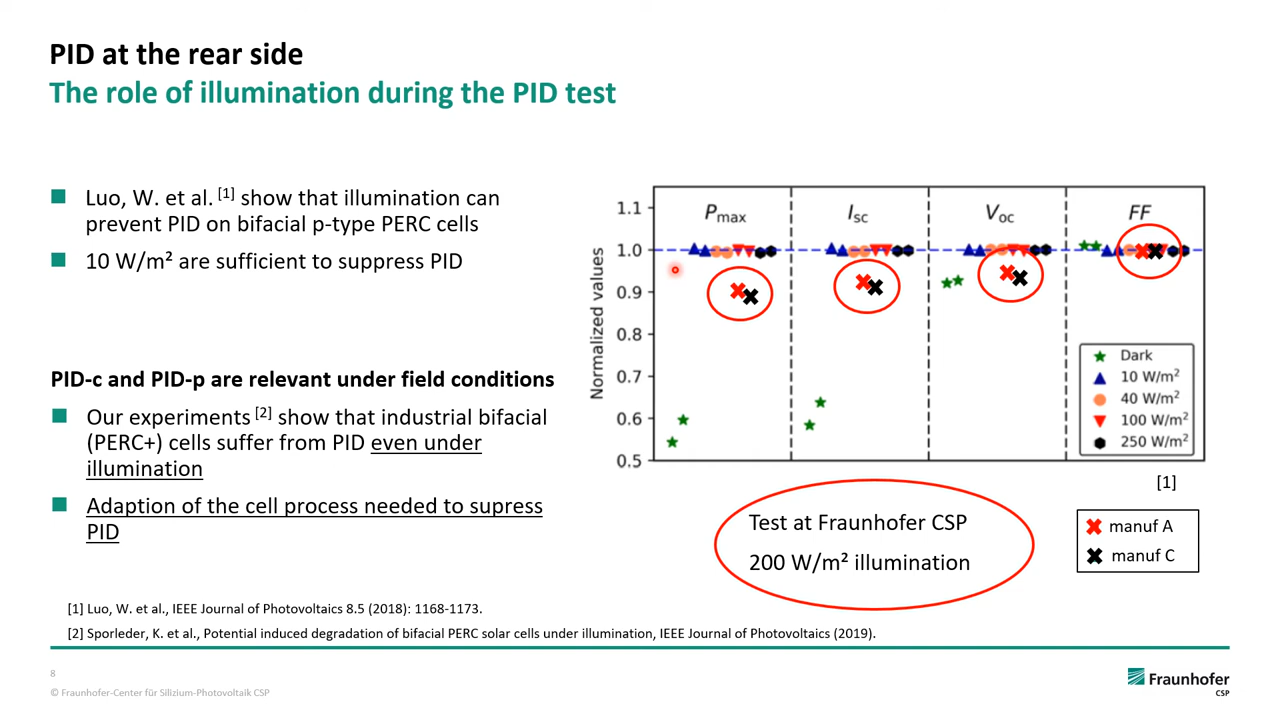 PID at the rear side
The role of illumination during the PID test
Luo, W. et al. [1] show that illumination can
prevent PID on bifacial p-type PERC cells
10 W/m² are sufficient to suppress PID
PID-c and PID-p are relevant under field conditions
Our experiments [2] show that industrial bifacial
(PERC+) cells suffer from PID even under
illumination
Adaption of the cell process needed to supress
PID
Normalized values
1.1
1.0
0.9
0.8
0.7
0.6
0.5
Pmax
Isc
Voc
FF
Dark
10 W/m²
40 W/m²
100 W/m²
250 W/m²
[1]
Test at Fraunhofer CSP
200 W/m² illumination
manuf A
manuf C
[1] Luo, W. et al., IEEE Journal of Photovoltaics 8.5 (2018): 1168-1173.
[2] Sporleder, K. et al., Potential induced degradation of bifacial PERC solar cells under illumination, IEEE Journal of Photovoltaics (2019).
8
© Fraunhofer-Center für Silizium-Photovoltaik CSP
Fraunhofer
CSP